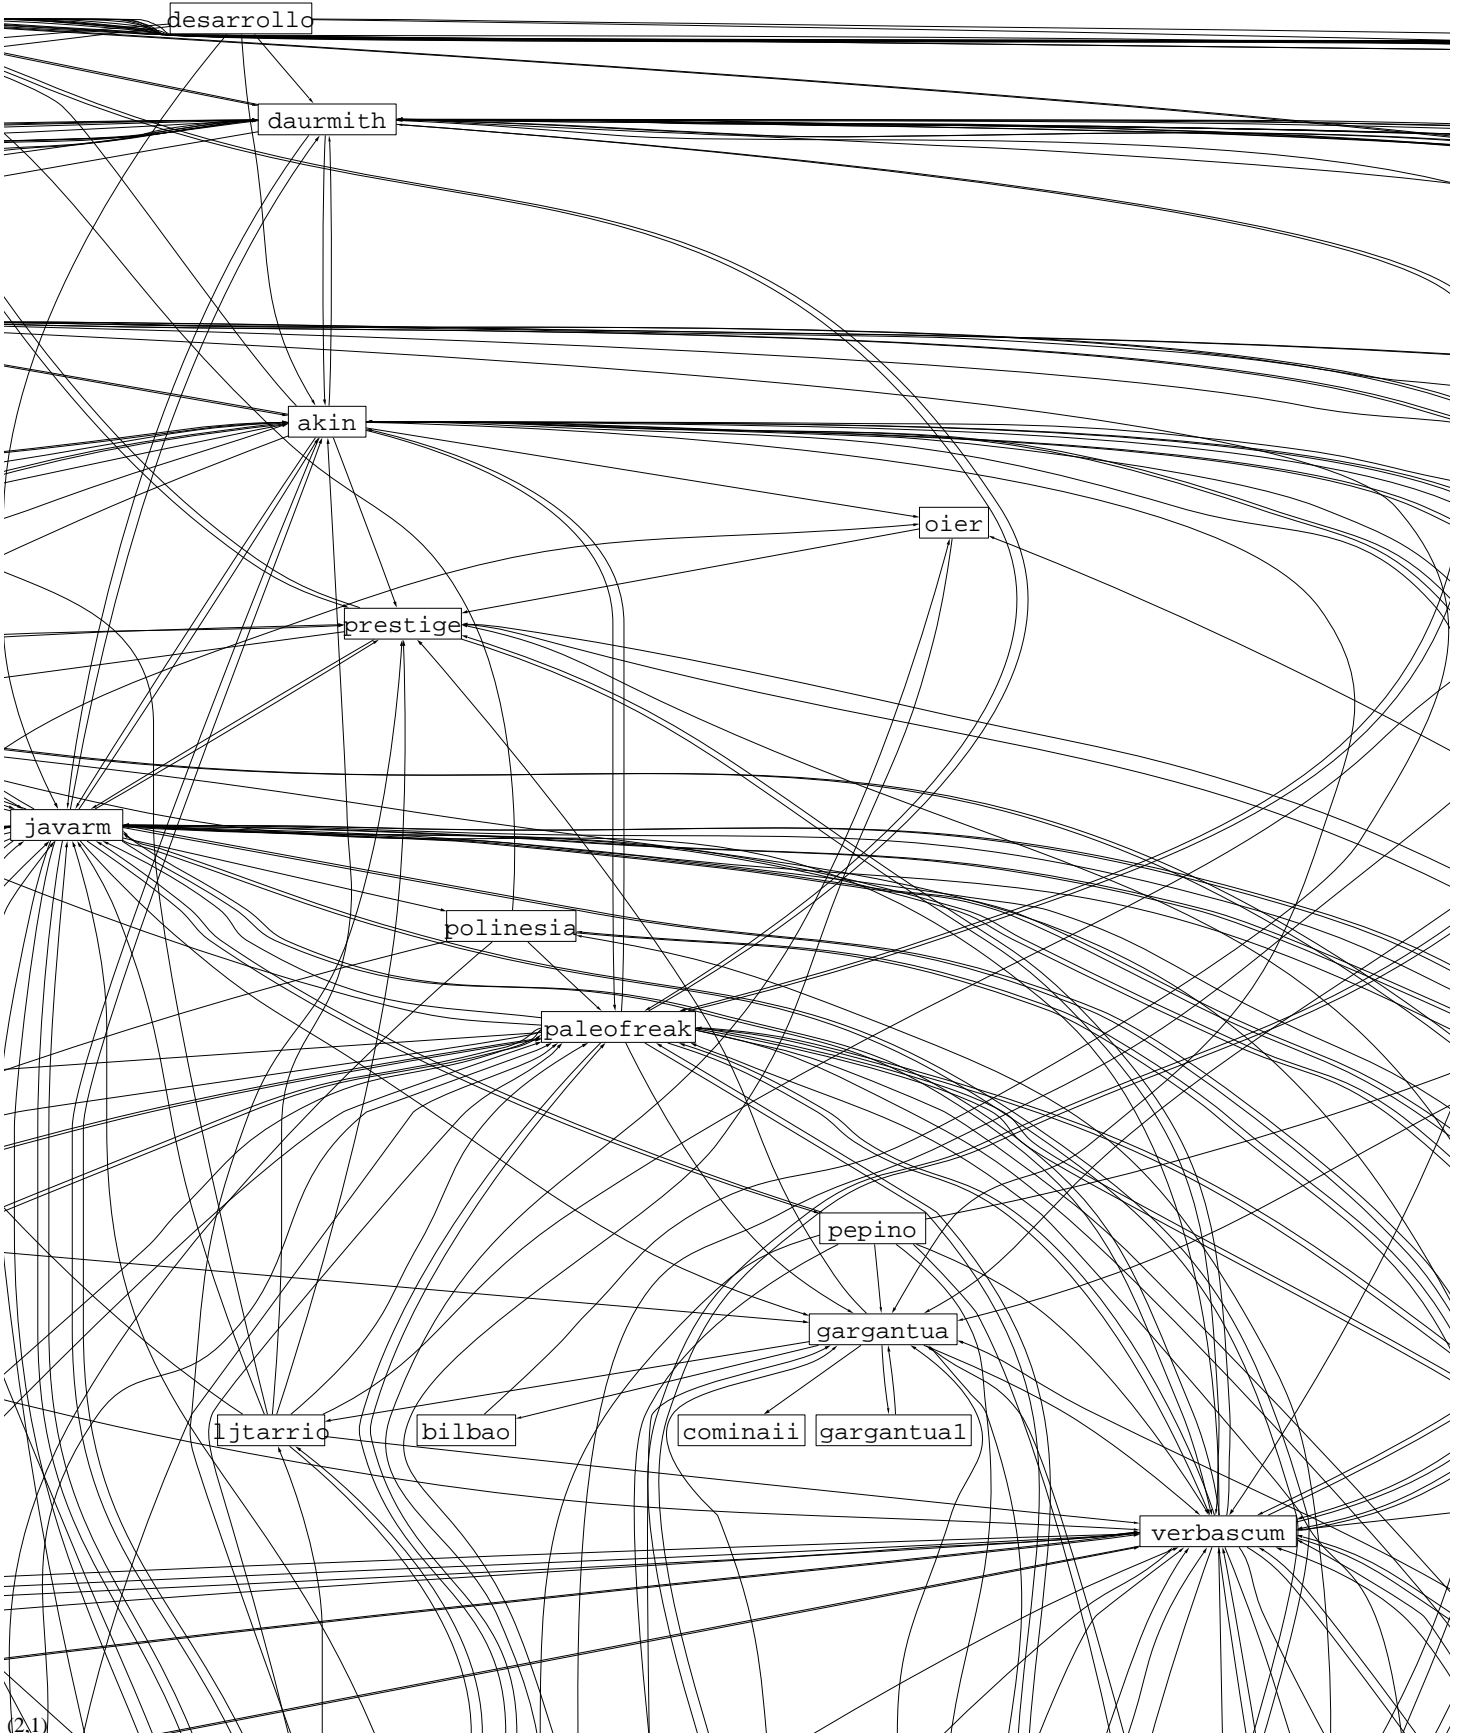 desarrollo
daurmith
akin
oier
prestige
javarm
polinesia
paleofreak
pepino
gargantua
ljtarrio
bilbao
cominaii
gargantua1
verbascum
(2,1)